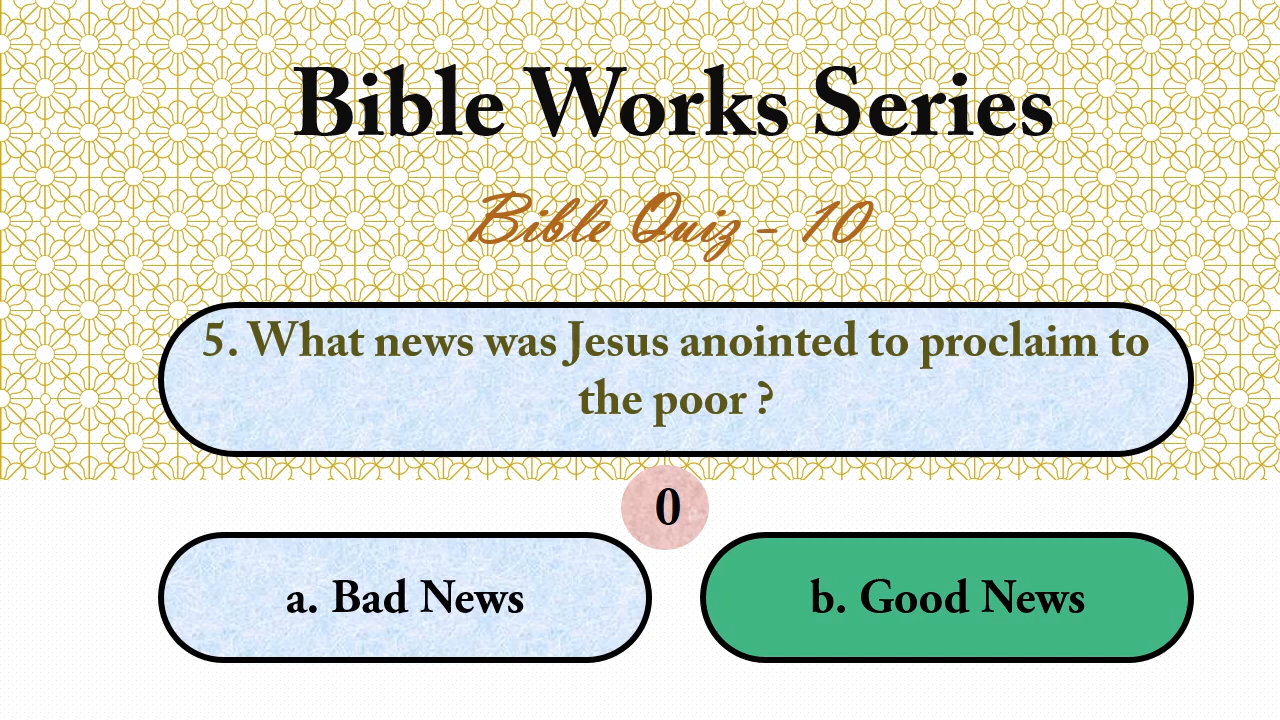 Bible Works Series
Bible Quiz - 10
5. What news was Jesus anointed to proclaim to
the poor ?
0
a. Bad News
b. Good News